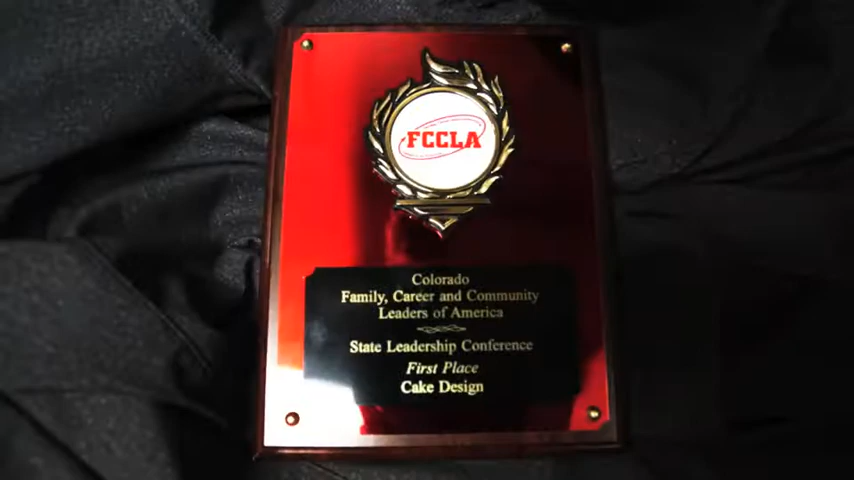 FCCLA
Colorado
Family, Career and Community
Leaders of America
State Leadership Conference
First Place
Cake Design